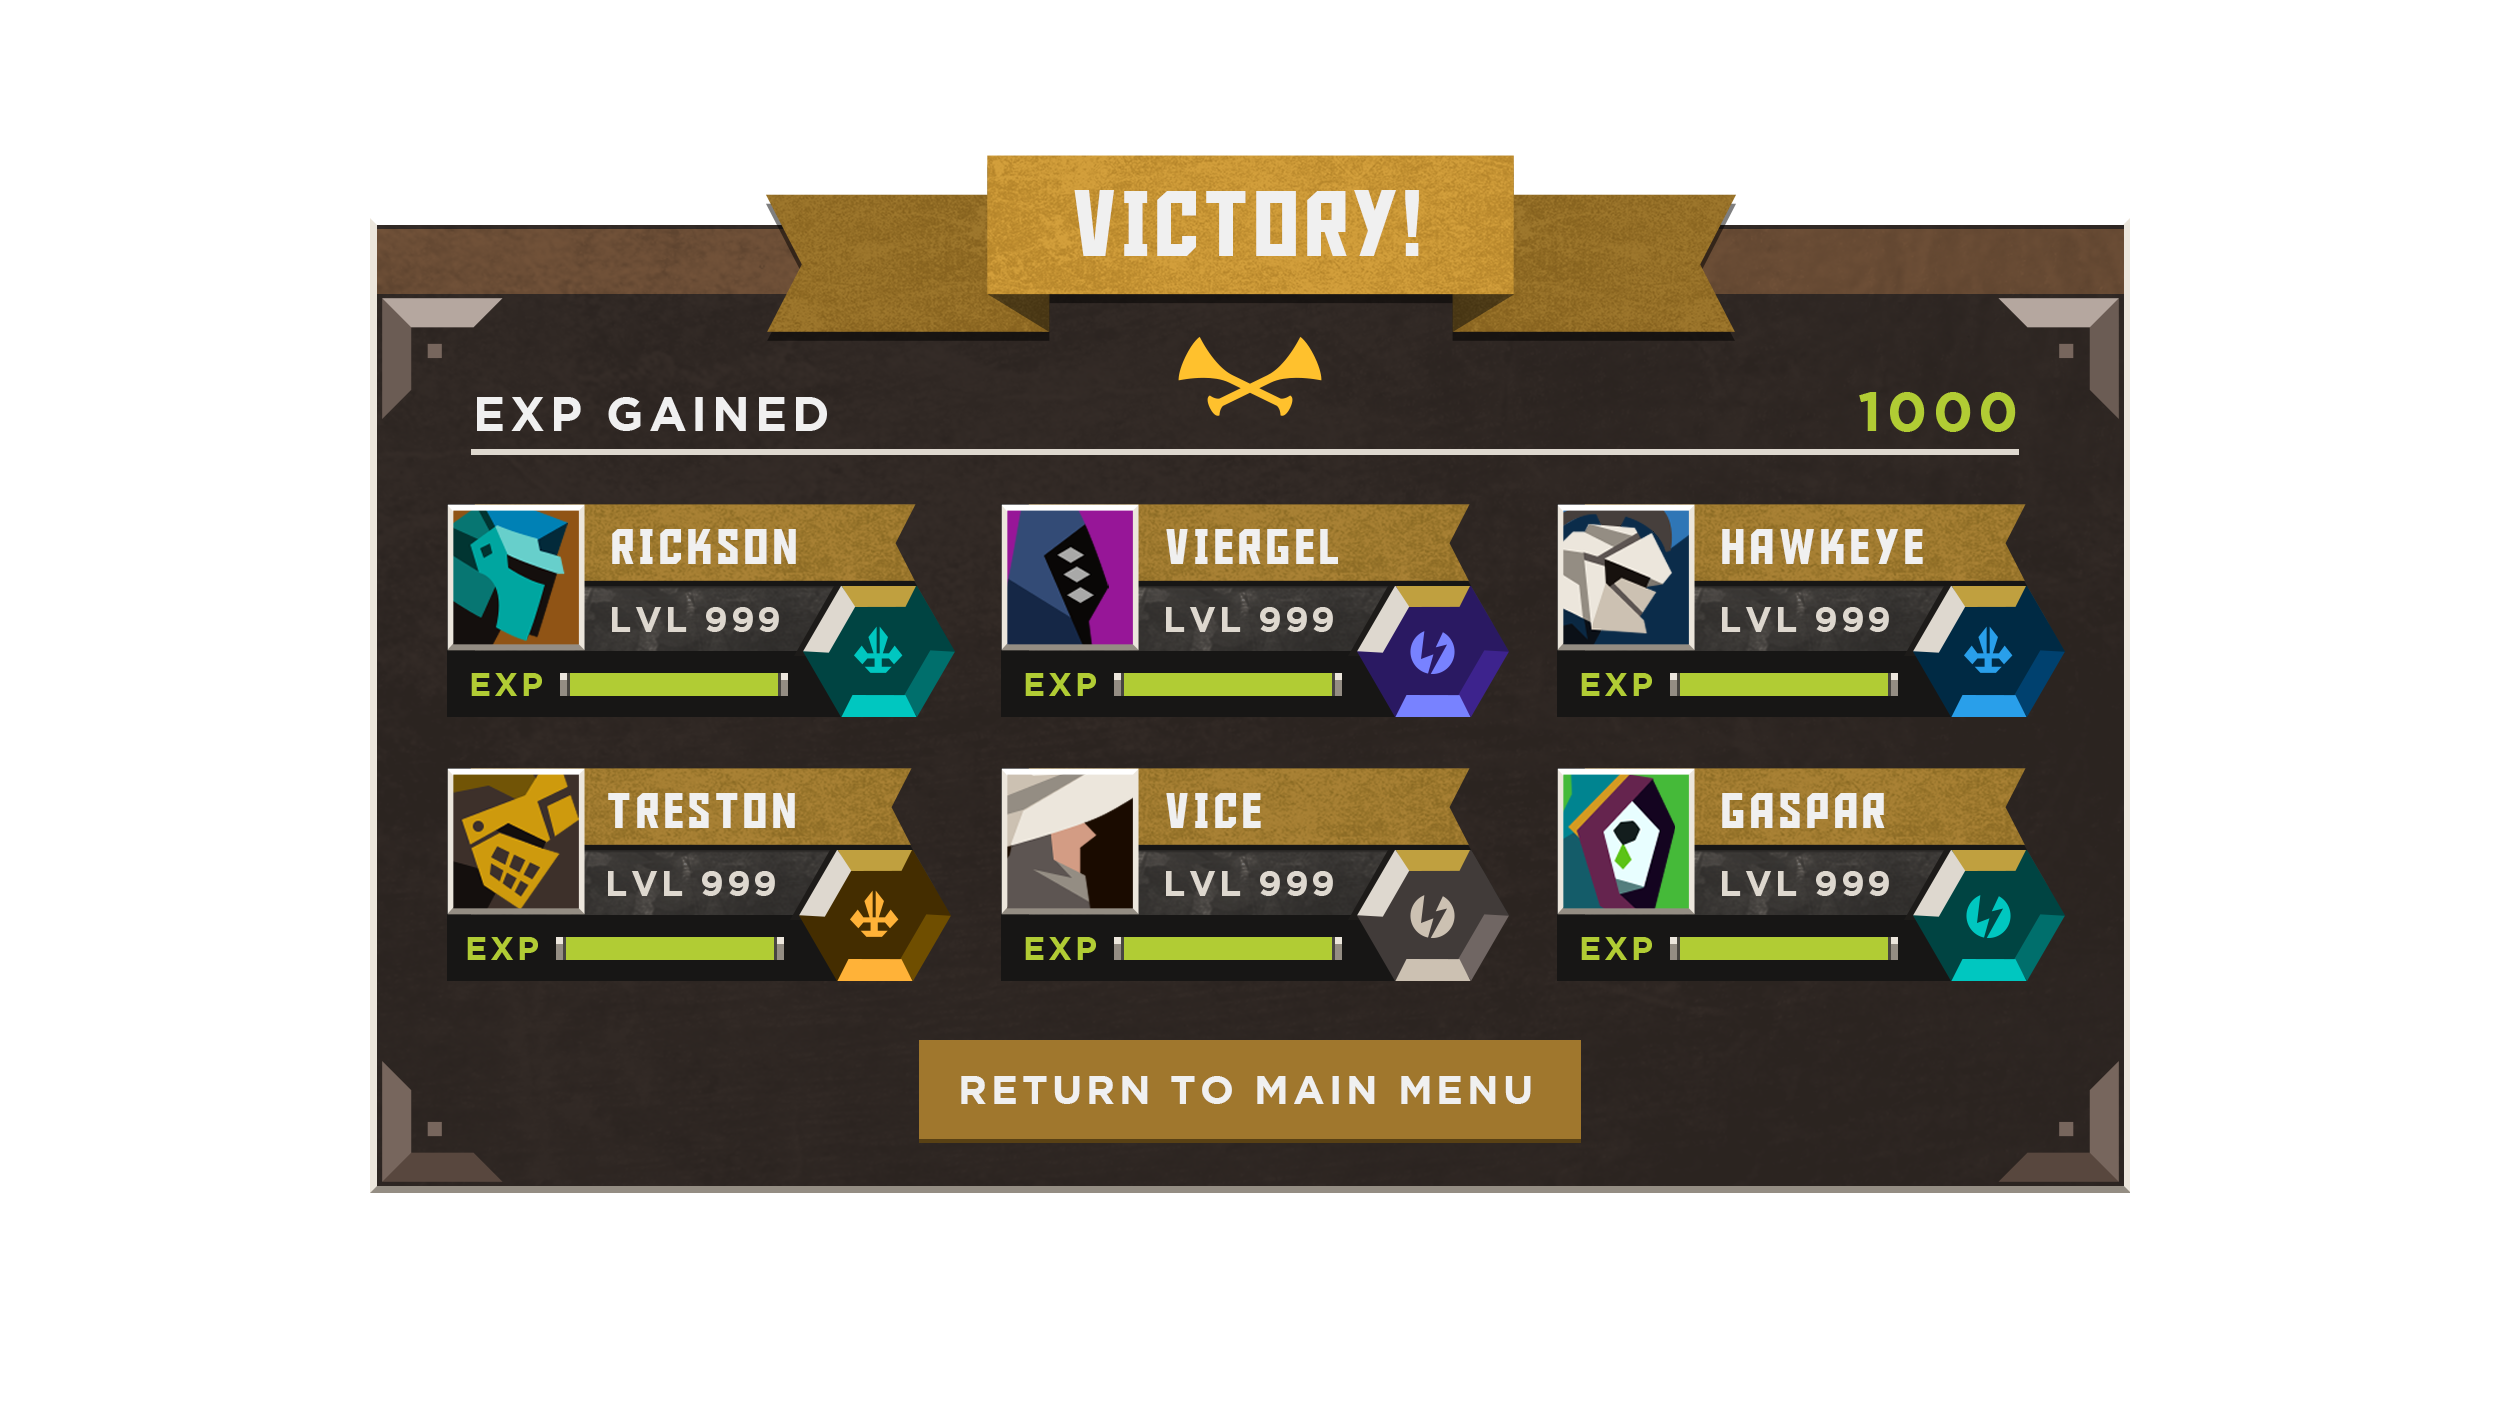 VICTORY!
EXP GAINED 1000
RICKSON
LVL 999
EXP
VIERGEL
LVL 999
EXP
HAWKEYE
LVL 999
EXP
TRESTON
LVL 999
EXP
VICE
LVL 999
EXP
GASPAR
LVL 999
EXP
RETURN TO MAIN MENU